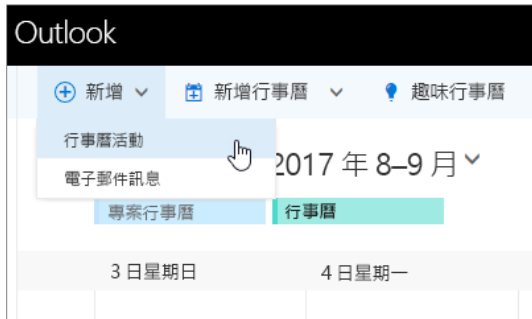 Outlook
新增 新增行事曆 趣味行事曆
行事曆活動
電子郵件訊息
2017 年 8–9 月
專案行事曆 行事曆
3 日星期日 4 日星期一